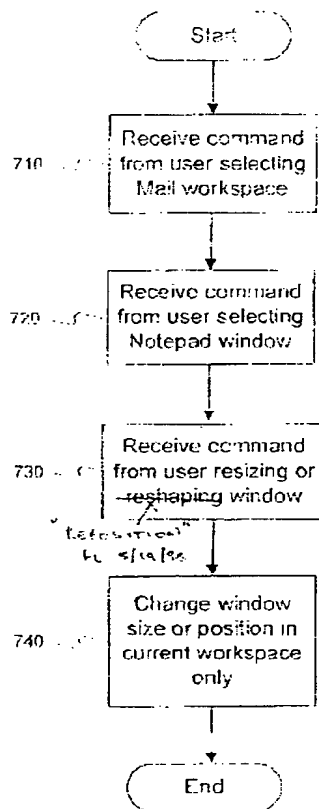 Start
710
Receive command
from user selecting
Mail workspace
720
Receive command
from user selecting
Notepad window
730
Receive command
from user resizing or
reshaping window
740
Change window
size or position in
current workspace
only
End